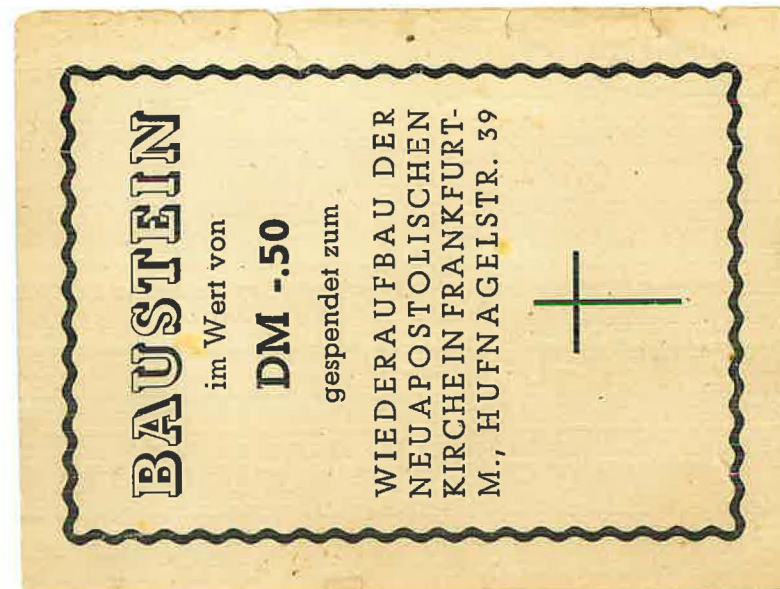 BAUSTEIN
im Wert von
DM -.50
gespendet zum
WIEDERAUFBAU DER
NEUAPOSTOLISCHEN
KIRCHE IN FRANKFURT-
M., HUFNAGELSTR. 39